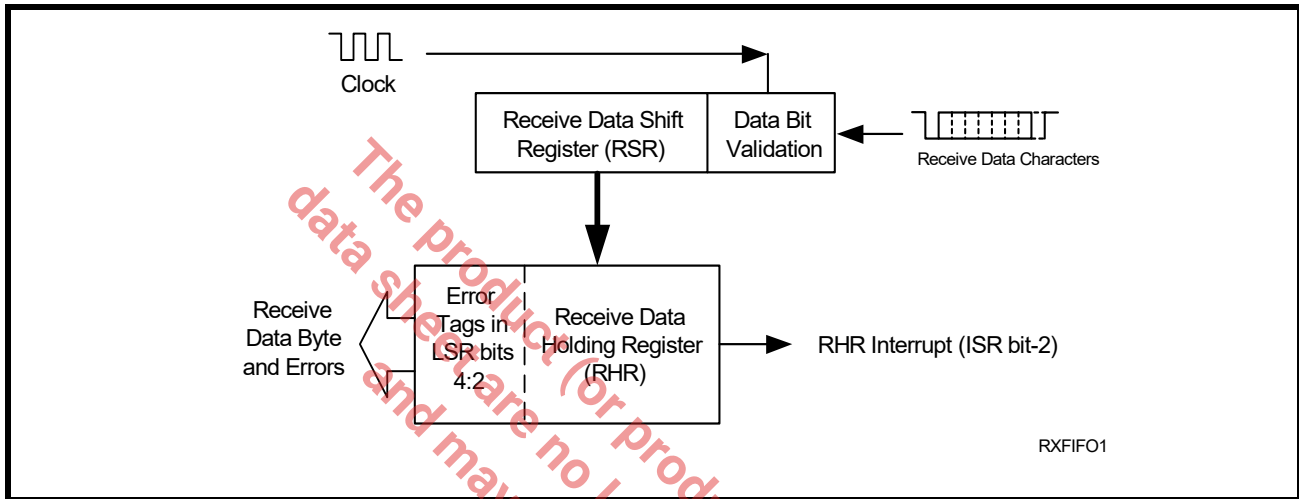 Clock
Receive Data Shift
Register (RSR)
Data Bit
Validation
Receive Data Characters
Receive
Data Byte
and Errors
Error
Tags in
LSR bits
4:2
Receive Data
Holding Register
(RHR)
RHR Interrupt (ISR bit-2)
RXFIFO1
The product (or prod
data sheet are no l
and may